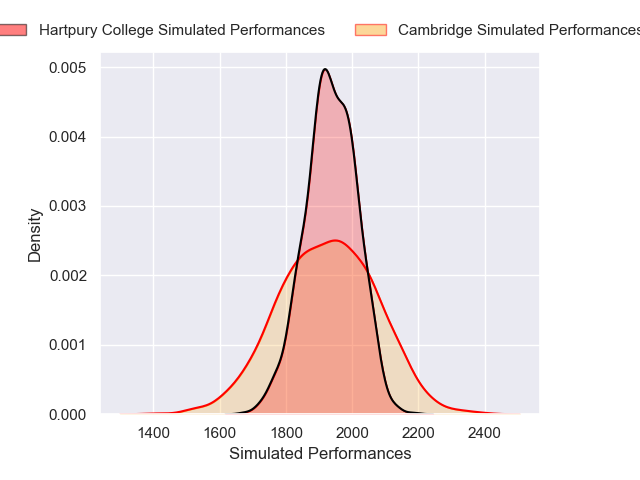 Hartpury College Simulated Performances
Cambridge Simulated Performances
0.005
0.004
0.003
0.002
0.001
0.000
Density
1400 1600 1800 2000 2200 2400
Simulated Performances